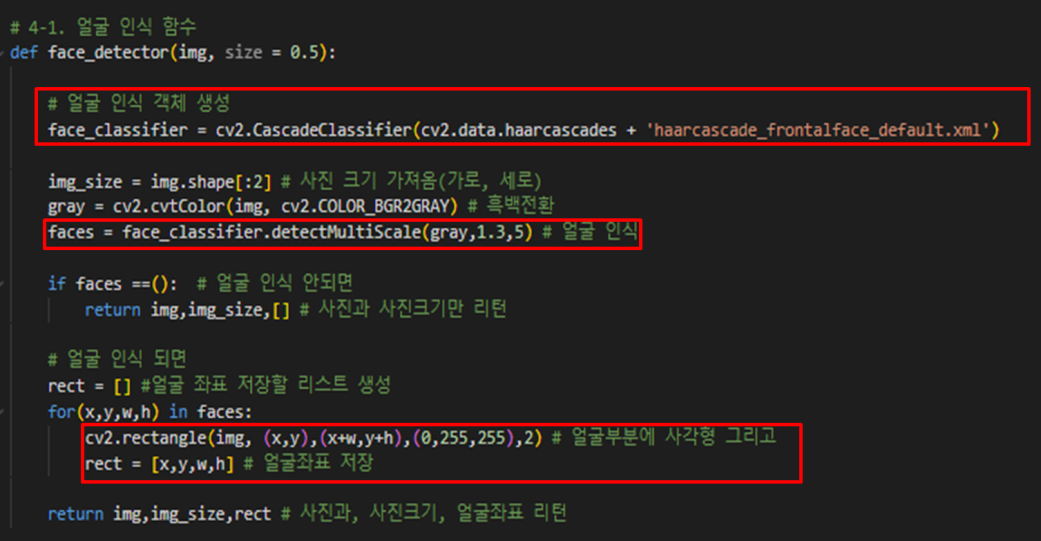 # 4-1. 얼굴 인식 함수
def face_detector(img, size = 0.5):
# 얼굴 인식 객체 생성
face_classifier = cv2.CascadeClassifier(cv2.data.haarcascades + 'haarcascade_frontalface_default.xml')
img_size = img.shape[:2] # 사진 크기 가져옴(가로, 세로)
gray = cv2.cvtColor(img, cv2.COLOR_BGR2GRAY) # 흑백전환
faces = face_classifier.detectMultiScale(gray,1.3,5) # 얼굴 인식
if faces ==(): # 얼굴 인식 안되면
return img,img_size,[] # 사진과 사진크기만 리턴
# 얼굴 인식 되면
rect = [] #얼굴 좌표 저장할 리스트 생성
for(x,y,w,h) in faces:
cv2.rectangle(img, (x,y),(x+w,y+h),(0,255,255),2) # 얼굴부분에 사각형 그리고
rect = [x,y,w,h] # 얼굴좌표 저장
return img,img_size,rect # 사진과, 사진크기, 얼굴좌표 리턴